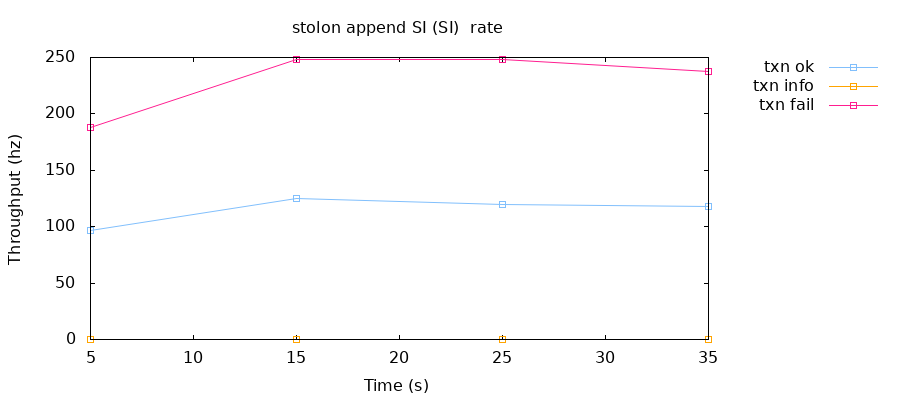 stolon append SI (SI)  rate
250
200
150
100
50
0
Throughput (hz)
5
10
15
20
25
30
35
Time (s)
txn ok
txn info
txn fail